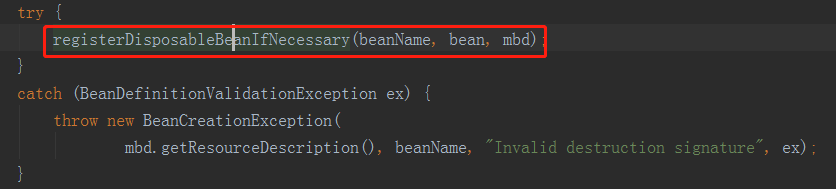 try {
registerDisposableBeanIfNecessary(beanName, bean, mbd);
}
catch (BeanDefinitionValidationException ex) {
throw new BeanCreationException(
mbd.getResourceDescription(), beanName, "Invalid destruction signature", ex);
}